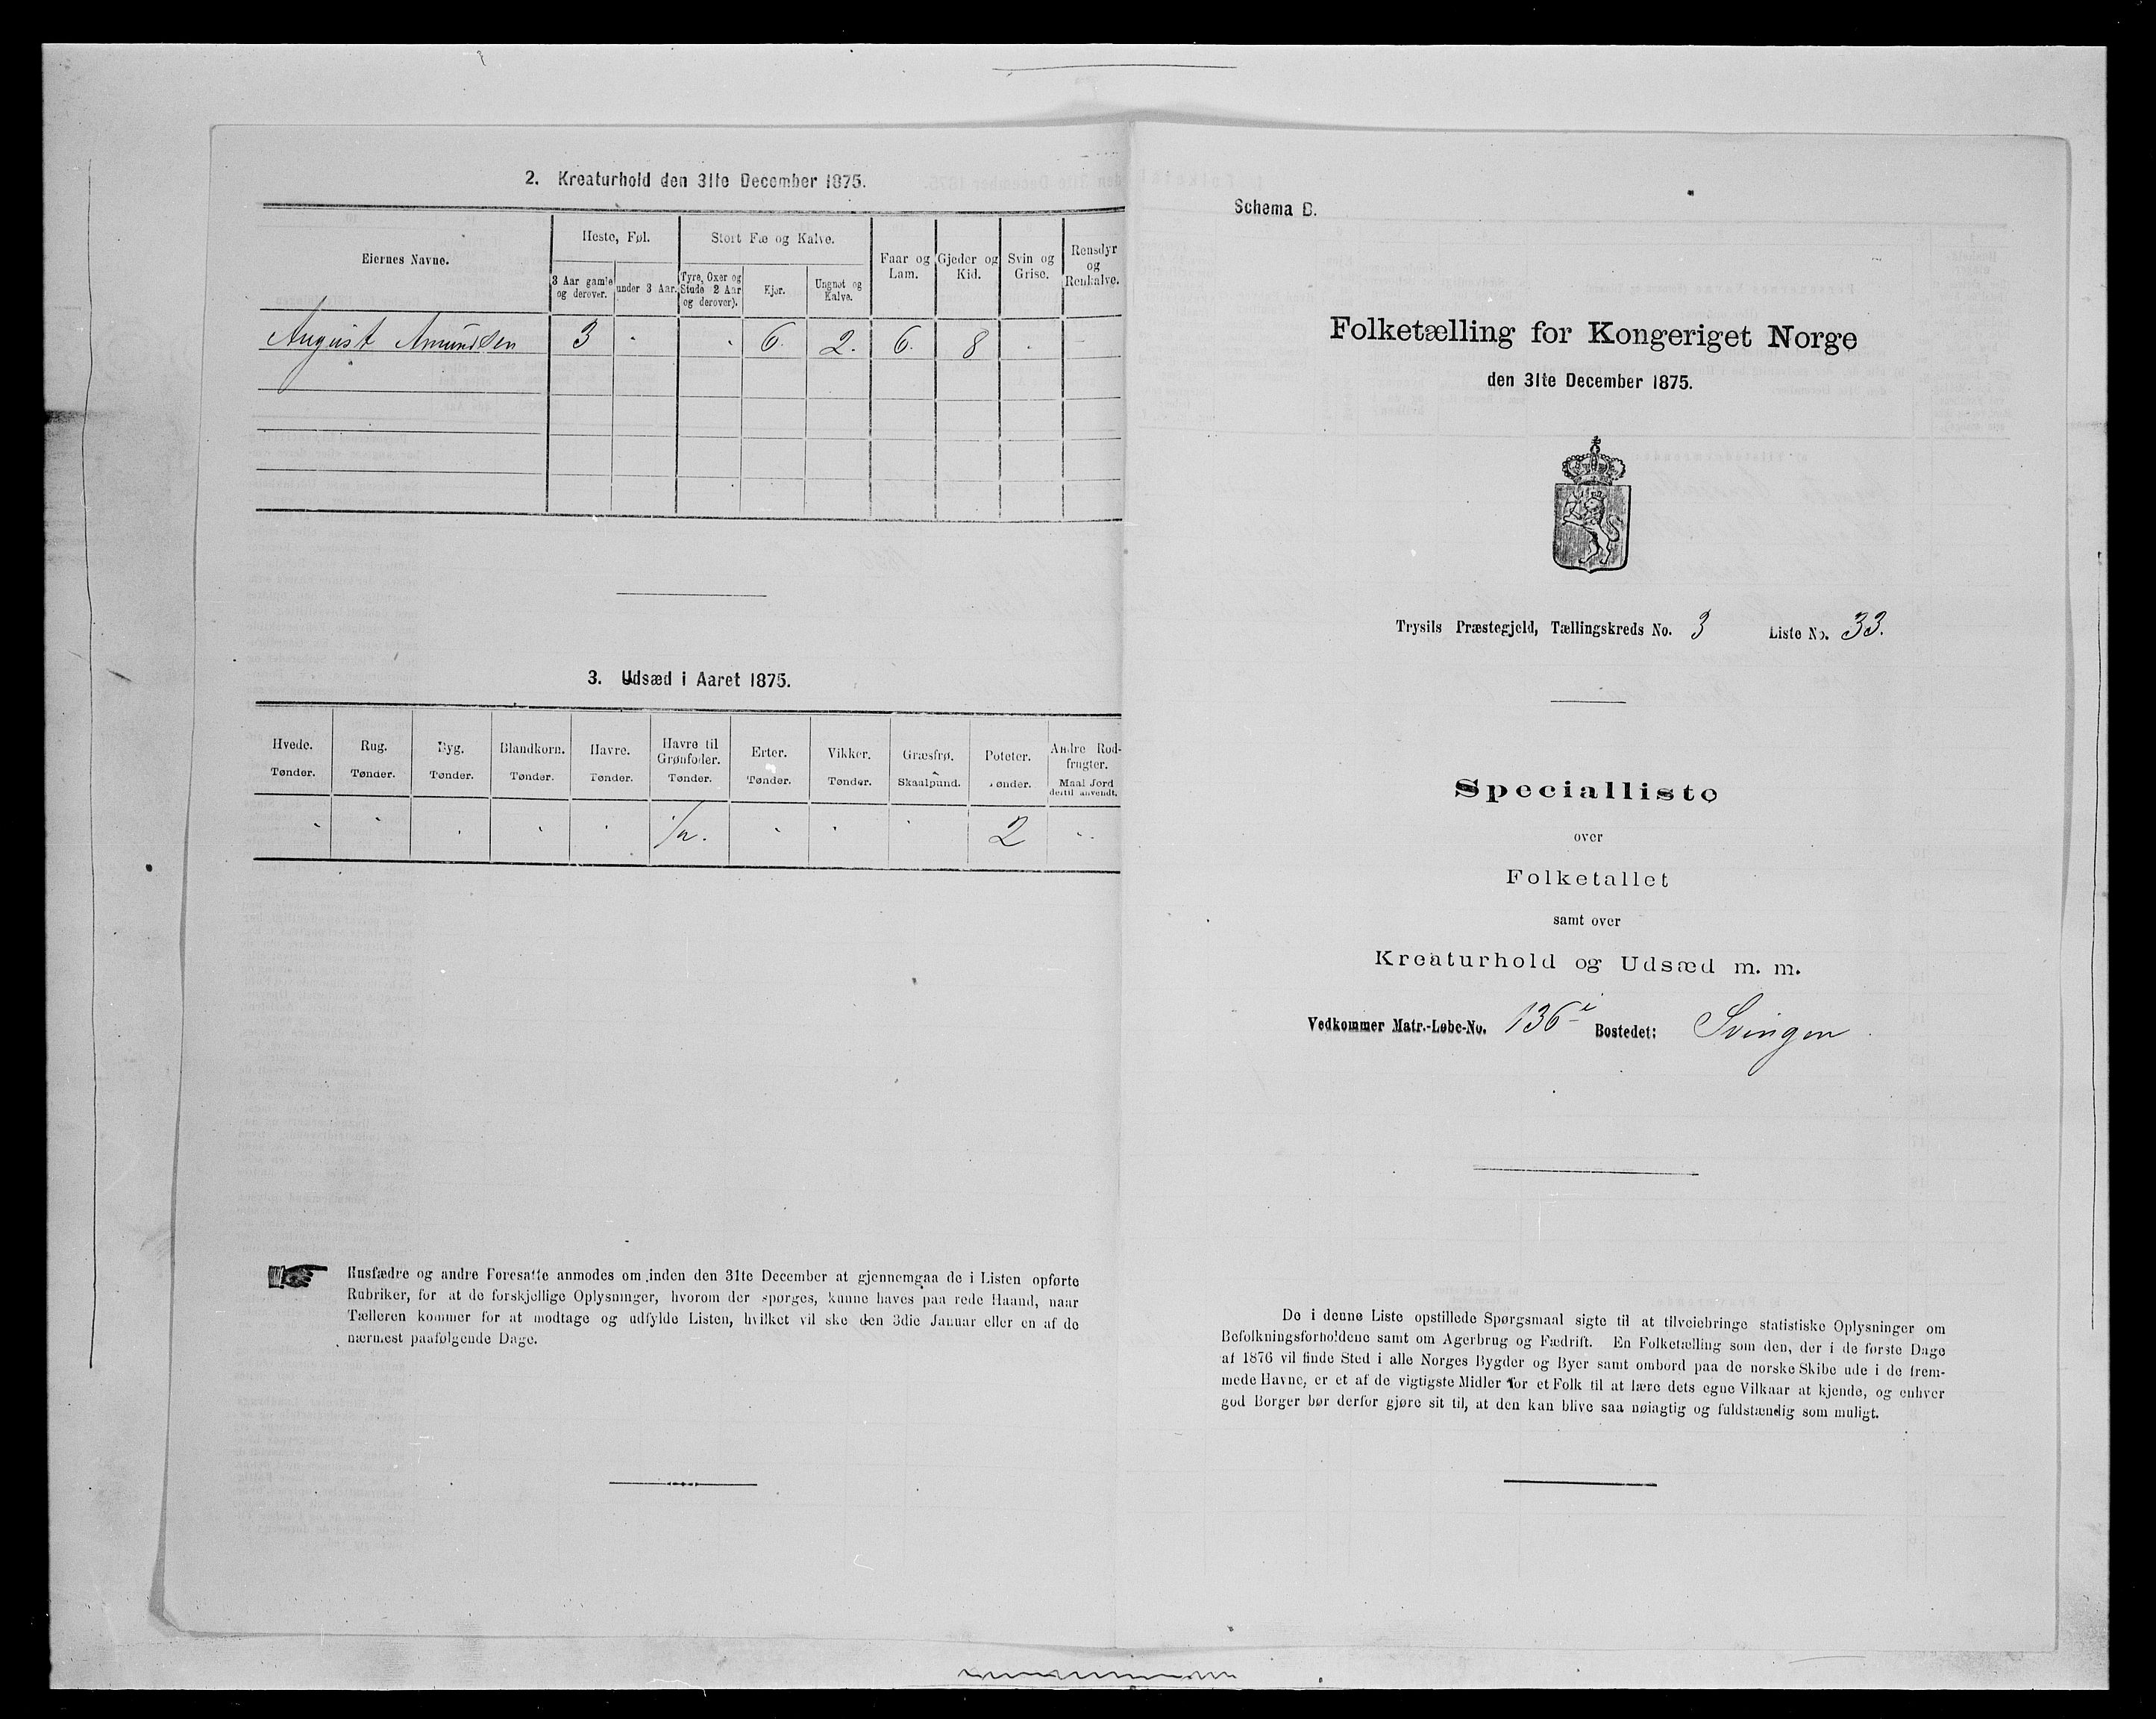 2. Kreaturhold den 31te December 1875.
Eiernes Navne.
Heste, Føl.
Stort Fæ og Kalve.
Faar og Lam.
Gjeder og Kid.
Svin og Grise.
Rensdyr og Renkalve.
3 Aar gamle og derover.
under 3 Aar.
Tyre, Oxer og Stude 2 Aar og derover).
Kjør.
Ungnøt og Kalve.
August Amundsen 3 . . 6. 2. 6. 8 . -
3. Udsæd i Aaret 1875.
Hvede. Tønder.
Rug. Tønder.
Byg. Tønder.
Blandkorn. Tønder.
Havre. Tønder.
Havre til Grønfoder. Tønder.
Erter. Tønder.
Vikker. Tønder.
Græsfrø. Skaalpund.
Poteter. Tønder.
Andre Rodfrugter. Maal Jord dertil anvendt.
2
Husfædre og andre Foresatte anmodes om inden den 31te December at gjennemgaa de i Listen opførte
Rubriker, for at de forskjellige Oplysninger, hvorom der spørges, kunne haves paa rede Haand, naar
Tælleren kommer for at modtage og udfylde Listen, hvilket vil ske den 3die Januar eller en af de
nærmest paafølgende Dage.
Schema B.
Folketælling for Kongeriget Norge
den 31te December 1875.
Trysils Præstegjeld, Tællingskreds No. 3 Liste No. 33.
Specialliste
over
Folketallet
samt over
Kreaturhold og Udsæd m. m.
Vedkommer Matr.-Løbe-No. 136 i Bostedet: Svingen
De i denne Liste opstillede Spørgsmaal sigte til at tilveiebringe statistiske Oplysninger om
Befolkningsforholdene samt om Agerbrug og Fædrift. En Folketælling som den, der i de første Dage
af 1876 vil finde Sted i alle Norges Bygder og Byer samt ombord paa de norske Skibe ude i de frem-
mede Havne, er et af de vigtigste Midler for et Folk til at lære dets egne Vilkaar at kjende, og enhver
god Borger bør derfor gjøre sit til, at den kan blive saa nøiagtig og fuldstændig som muligt.